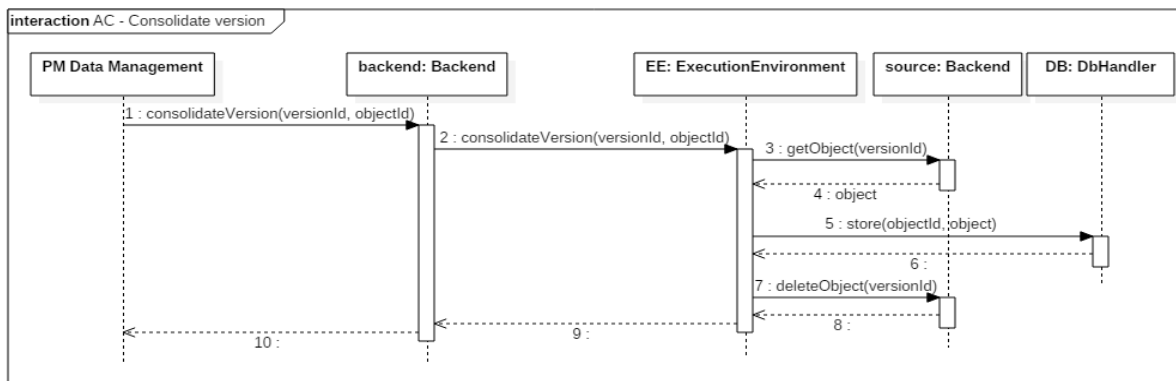 interaction AC - Consolidate version
PM Data Management
backend: Backend
EE: ExecutionEnvironment
source: Backend
DB: DbHandler
1 : consolidateVersion(versionId, objectId)
2 : consolidateVersion(versionId, objectId)
3 : getObject(versionId)
4 : object
5 : store(objectId, object)
6 :
7 : deleteObject(versionId)
8 :
9 :
10 :